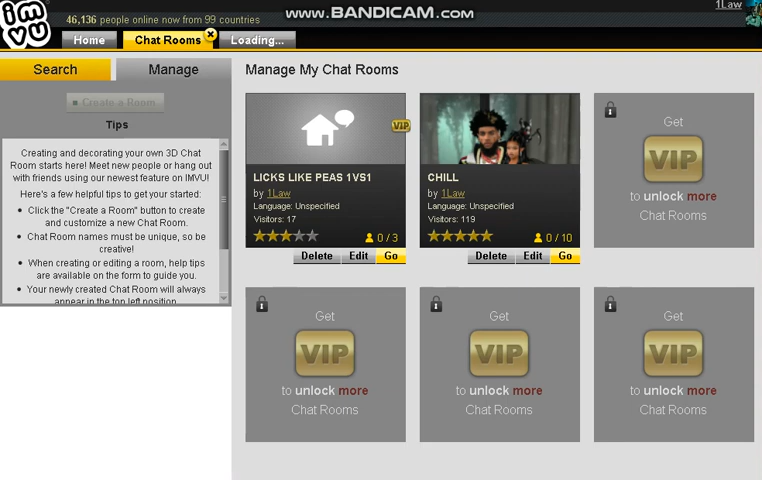 imvu
46,136 people online now from 99 countries
www.BANDICAM.com
1Law
Home
Chat Rooms
Loading...
Search
Manage
Manage My Chat Rooms
Create a Room
Tips
Creating and decorating your own 3D Chat
Room starts here! Meet new people or hang out
with friends using our newest feature on IMVU!
Here's a few helpful tips to get your started:
Click the "Create a Room" button to create
and customize a new Chat Room.
Chat Room names must be unique, so be
creative!
When creating or editing a room, help tips
are available on the form to guide you.
Your newly created Chat Room will always
appear in the top left position.
VIP
LICKS LIKE PEAS 1VS1
by 1Law
Language: Unspecified
Visitors: 17
0 / 3
Delete Edit Go
CHILL
by 1Law
Language: Unspecified
Visitors: 119
0 / 10
Delete Edit Go
Get
VIP
to unlock more
Chat Rooms
Get
VIP
to unlock more
Chat Rooms
Get
VIP
to unlock more
Chat Rooms
Get
VIP
to unlock more
Chat Rooms